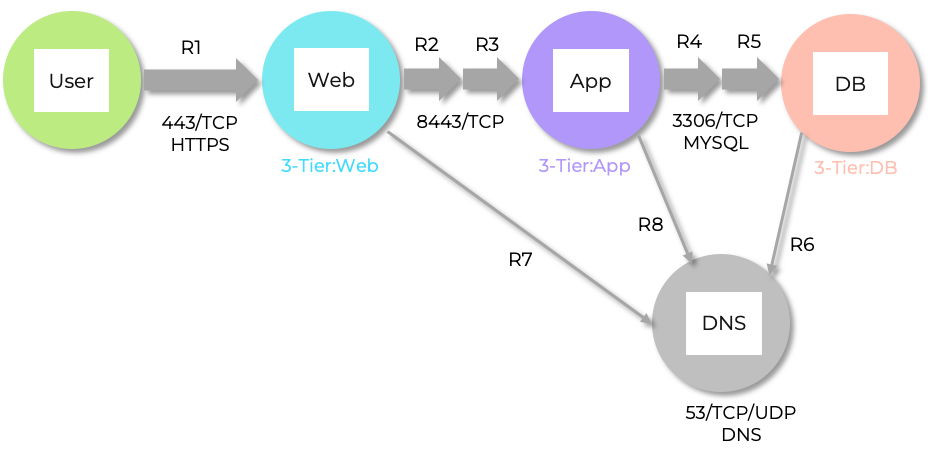 R1
R2
R3
R4
R5
User
Web
App
DB
443/TCP
HTTPS
8443/TCP
3306/TCP
MYSQL
3-Tier:Web
3-Tier:App
3-Tier:DB
R7
R8
R6
DNS
53/TCP/UDP
DNS